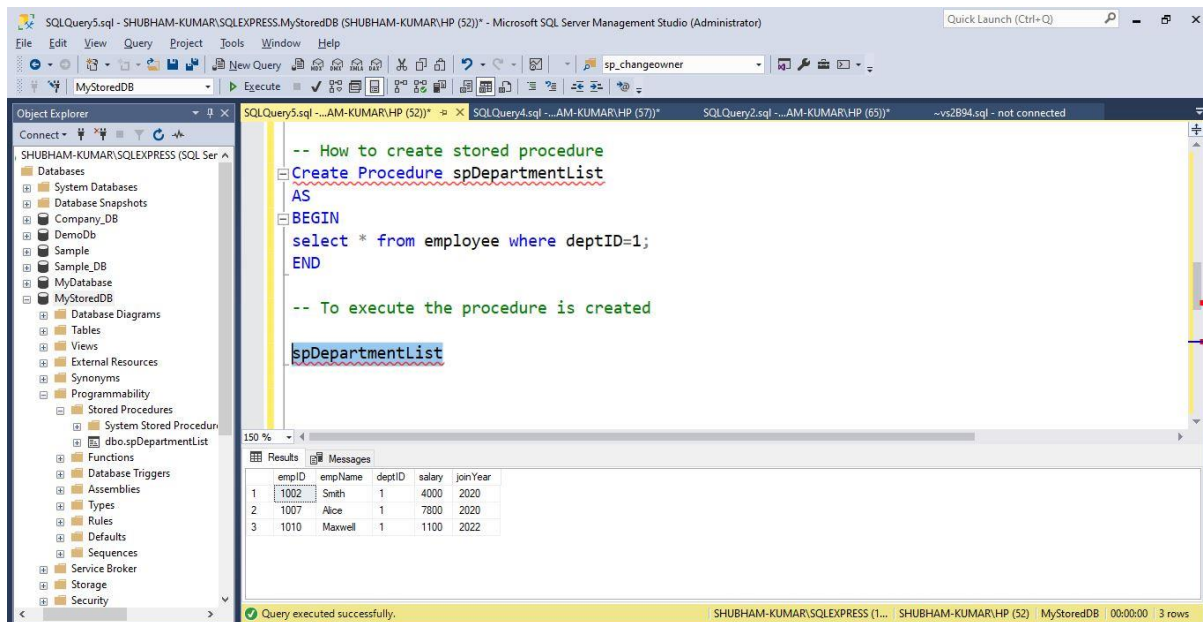 SQLQuery5.sql - SHUBHAM-KUMAR\SQLEXPRESS.MyStoredDB (SHUBHAM-KUMAR\HP (52))* - Microsoft SQL Server Management Studio (Administrator)
Quick Launch (Ctrl+Q)
File Edit View Query Project Tools Window Help
New Query
sp_changeowner
MyStoredDB
Execute
Object Explorer
SQLQuery5.sql -...AM-KUMAR\HP (52))*
SQLQuery4.sql -...AM-KUMAR\HP (57))*
SQLQuery2.sql -...AM-KUMAR\HP (65))*
~vs2B94.sql - not connected
Connect
SHUBHAM-KUMAR\SQLEXPRESS (SQL Ser
Databases
System Databases
Database Snapshots
Company_DB
DemoDb
Sample
Sample_DB
MyDatabase
MyStoredDB
Database Diagrams
Tables
Views
External Resources
Synonyms
Programmability
Stored Procedures
System Stored Procedur
dbo.spDepartmentList
Functions
Database Triggers
Assemblies
Types
Rules
Defaults
Sequences
Service Broker
Storage
Security
-- How to create stored procedure
Create Procedure spDepartmentList
AS
BEGIN
select * from employee where deptID=1;
END
-- To execute the procedure is created
spDepartmentList
150 %
Results Messages
empID empName deptID salary joinYear
1 1002 Smith 1 4000 2020
2 1007 Alice 1 7800 2020
3 1010 Maxwell 1 1100 2022
Query executed successfully.
SHUBHAM-KUMAR\SQLEXPRESS (1... SHUBHAM-KUMAR\HP (52) MyStoredDB 00:00:00 3 rows